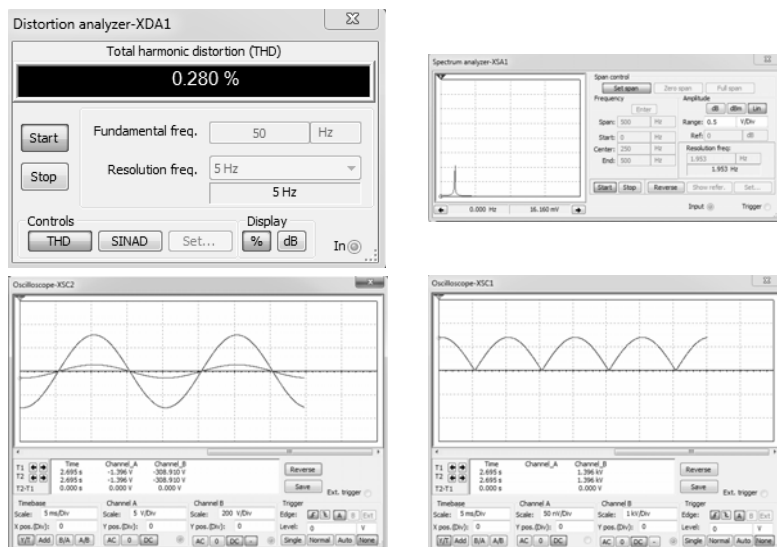 Distortion analyzer-XDA1
Total harmonic distortion (THD)
0.280 %
Start
Stop
Fundamental freq. 50 Hz
Resolution freq. 5 Hz
5 Hz
Controls
THD SINAD Set...
Display
% dB
In
Spectrum analyzer-XSA1
Span control
Set span Zero span Full span
Frequency
Enter
Span: 500 Hz
Start: 0 Hz
Center: 250 Hz
End: 500 Hz
Amplitude
dB dBm Lin
Range: 0.5 V/Div
Ref: 0 dB
Resolution freq:
1.953 Hz
1.953 Hz
Start Stop Reverse Show refer. Set...
0.000 Hz 16.160 mV
Input Trigger
Oscilloscope-XSC2
Time Channel_A Channel_B
T1 2.695 s -1.396 V -308.910 V
T2 2.695 s -1.396 V -308.910 V
T2-T1 0.000 s 0.000 V 0.000 V
Reverse
Save
Ext. trigger
Timebase
Scale: 5 ms/Div
X pos.(Div): 0
Y/T Add B/A A/B
Channel A
Scale: 5 V/Div
Y pos.(Div): 0
AC 0 DC
Channel B
Scale: 200 V/Div
Y pos.(Div): 0
AC 0 DC -
Trigger
Edge: A B Ext
Level: 0 V
Single Normal Auto None
Oscilloscope-XSC1
Time Channel_A Channel_B
T1 2.695 s 1.396 kV
T2 2.695 s 1.396 kV
T2-T1 0.000 s 0.000 V
Reverse
Save
Ext. trigger
Timebase
Scale: 5 ms/Div
X pos.(Div): 0
Y/T Add B/A A/B
Channel A
Scale: 50 mV/Div
Y pos.(Div): 0
AC 0 DC
Channel B
Scale: 1 kV/Div
Y pos.(Div): 0
AC 0 DC -
Trigger
Edge: A B Ext
Level: 0 V
Single Normal Auto None